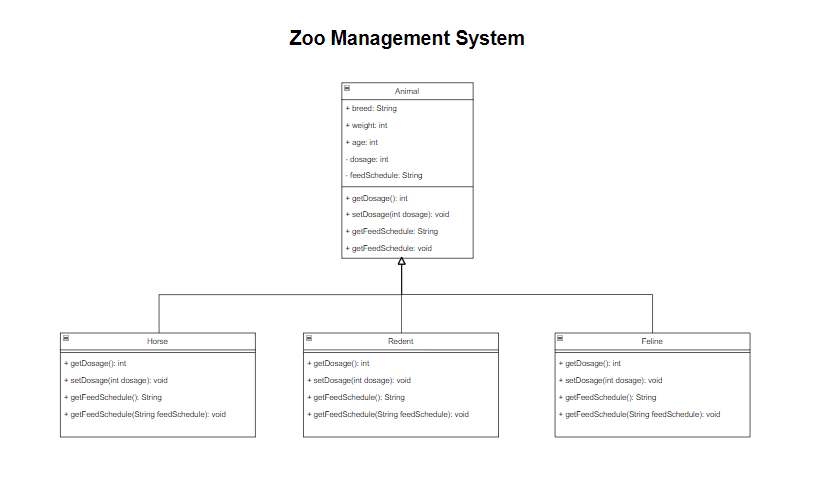 Zoo Management System
Animal
+ breed: String
+ weight: int
+ age: int
- dosage: int
- feedSchedule: String
+ getDosage(): int
+ setDosage(int dosage): void
+ getFeedSchedule: String
+ getFeedSchedule: void
Horse
+ getDosage(): int
+ setDosage(int dosage): void
+ getFeedSchedule(): String
+ getFeedSchedule(String feedSchedule): void
Redent
+ getDosage(): int
+ setDosage(int dosage): void
+ getFeedSchedule(): String
+ getFeedSchedule(String feedSchedule): void
Feline
+ getDosage(): int
+ setDosage(int dosage): void
+ getFeedSchedule(): String
+ getFeedSchedule(String feedSchedule): void